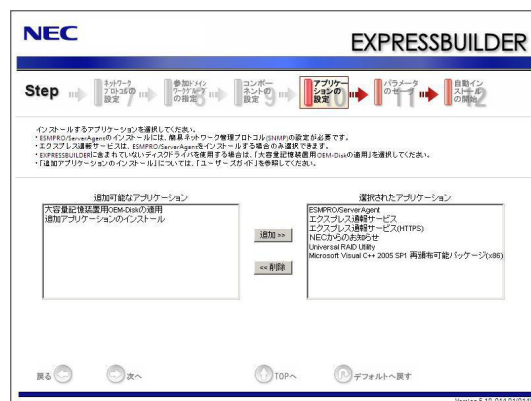 NEC
EXPRESSBUILDER
Step
ネットワーク
プロトコルの
設定 7
参加ドメイン
ワークグループ
の指定 8
コンポー
ネントの
設定 9
アプリケー
ションの
設定 10
パラメータ
のセーブ 11
自動イン
ストール
の開始 12
インストールするアプリケーションを選択してください。
・ESMPRO/ServerAgentのインストールには、簡易ネットワーク管理プロトコル(SNMP)の設定が必要です。
・エクスプレス通報サービスは、ESMPRO/ServerAgentをインストールする場合のみ選択できます。
・EXPRESSBUILDERに含まれていないディスクドライバを使用する場合は、「大容量記憶装置用OEM-Diskの適用」を選択してください。
・「追加アプリケーションのインストール」については、「ユーザーズガイド」を参照してください。
追加可能なアプリケーション
選択されたアプリケーション
大容量記憶装置用OEM-Diskの適用
追加アプリケーションのインストール
追加 >>
<< 削除
ESMPRO/ServerAgent
エクスプレス通報サービス
エクスプレス通報サービス(HTTPS)
NECからのお知らせ
Universal RAID Utility
Microsoft Visual C++ 2005 SP1 再頒布可能パッケージ(x86)
戻る
次へ
TOPへ
デフォルトへ戻す